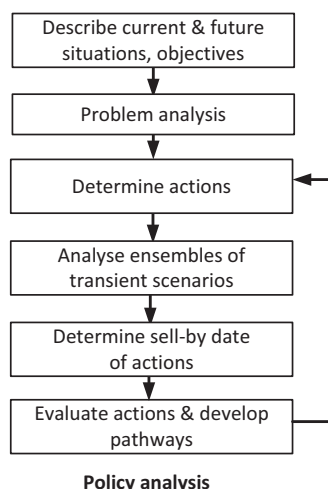 Describe current & future
situations, objectives
Problem analysis
Determine actions
Analyse ensembles of
transient scenarios
Determine sell-by date
of actions
Evaluate actions & develop
pathways
Policy analysis